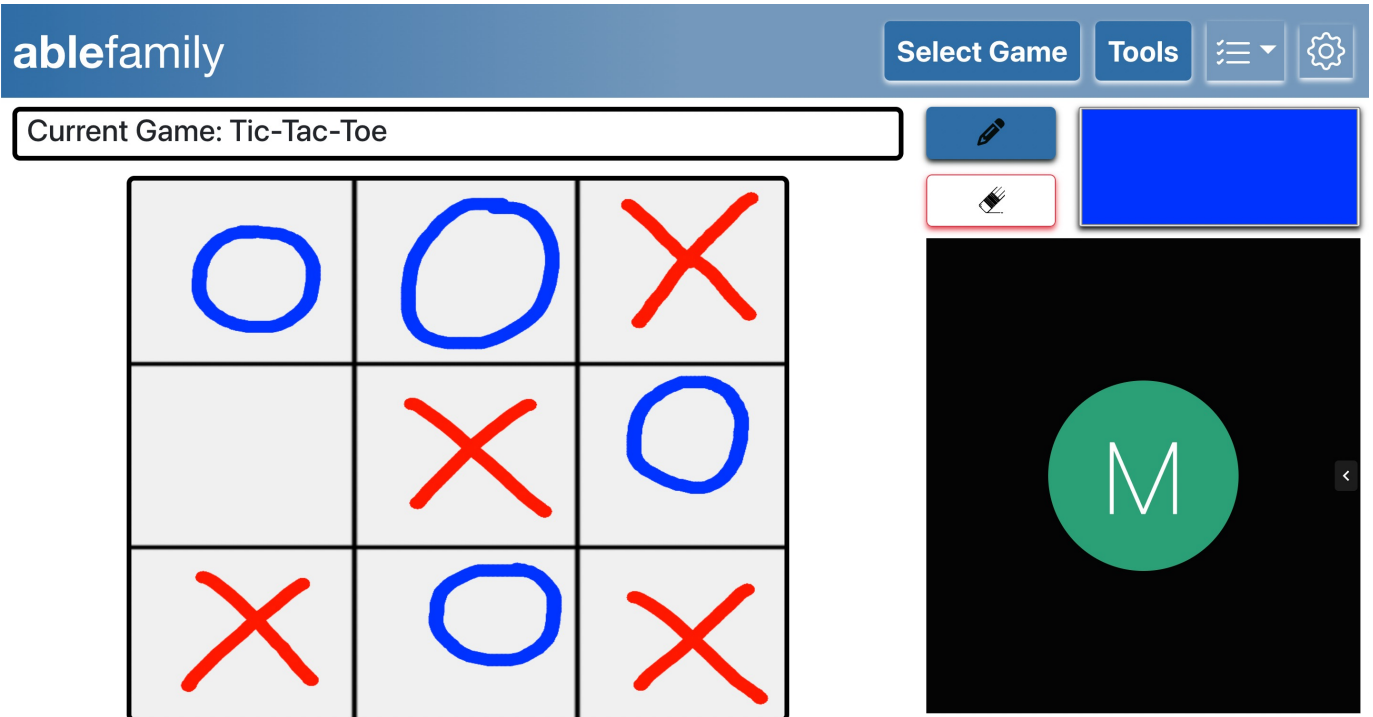 ablefamily
Select Game
Tools
Current Game: Tic-Tac-Toe
O O X
X O
X O X
M